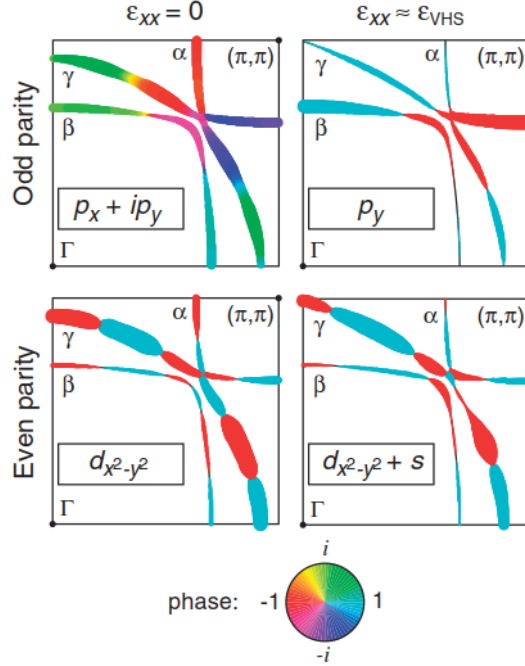 εxx = 0
εxx ≈ εVHS
Odd parity
α
(π,π)
γ
β
px + ipy
Γ
α
(π,π)
γ
β
py
Γ
Even parity
α
(π,π)
γ
β
dx²-y²
Γ
α
(π,π)
γ
β
dx²-y² + s
Γ
i
phase: -1
1
-i